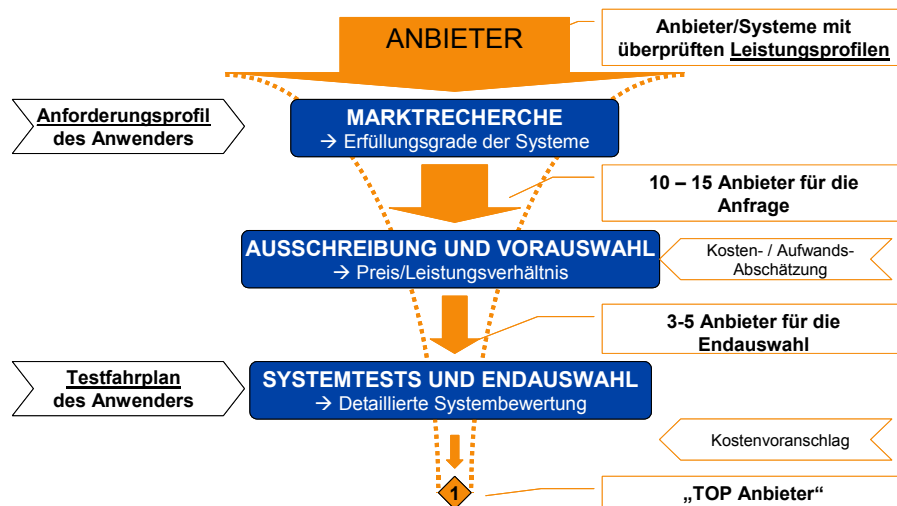 ANBIETER
Anbieter/Systeme mit
überprüften Leistungsprofilen
Anforderungsprofil
des Anwenders
MARKTRECHERCHE
→ Erfüllungsgrade der Systeme
10 – 15 Anbieter für die
Anfrage
AUSSCHREIBUNG UND VORAUSWAHL
→ Preis/Leistungsverhältnis
Kosten- / Aufwands-
Abschätzung
3-5 Anbieter für die
Endauswahl
Testfahrplan
des Anwenders
SYSTEMTESTS UND ENDAUSWAHL
→ Detaillierte Systembewertung
Kostenvoranschlag
1
„TOP Anbieter“